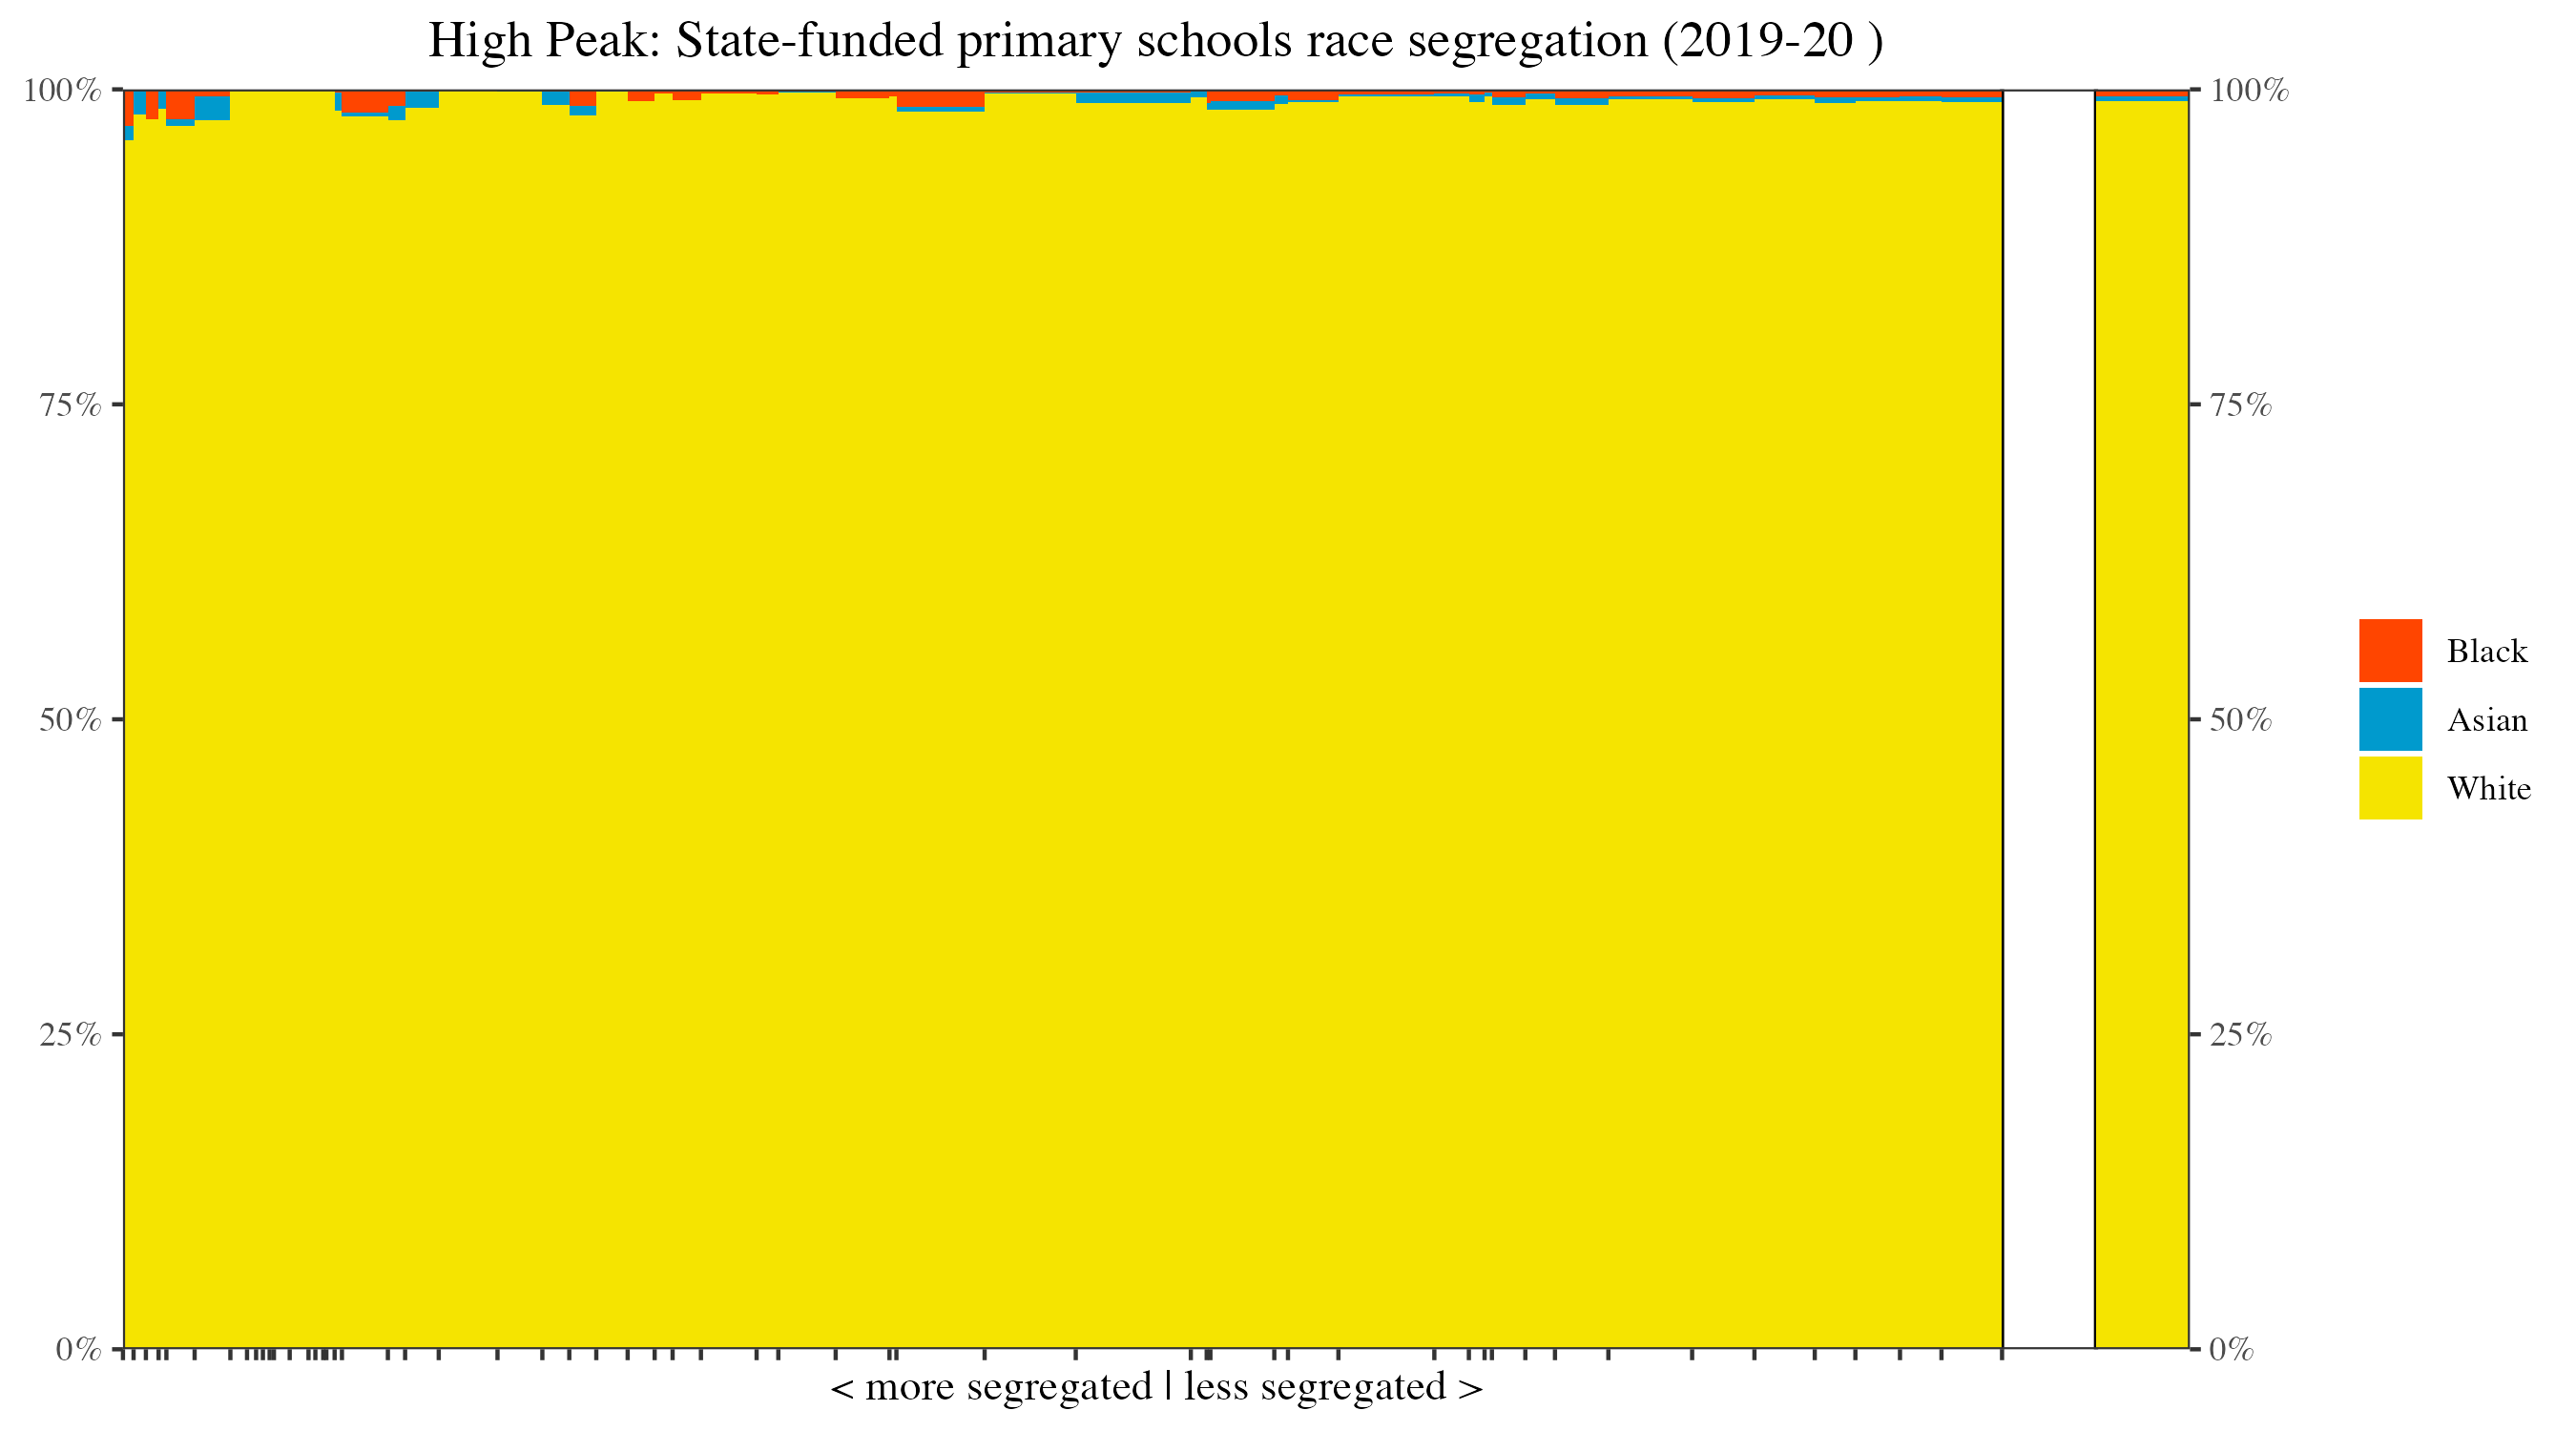 High Peak: State-funded primary schools race segregation (2019-20 )
100%
75%
50%
25%
0%
100%
75%
50%
25%
0%
Black
Asian
White
< more segregated | less segregated >